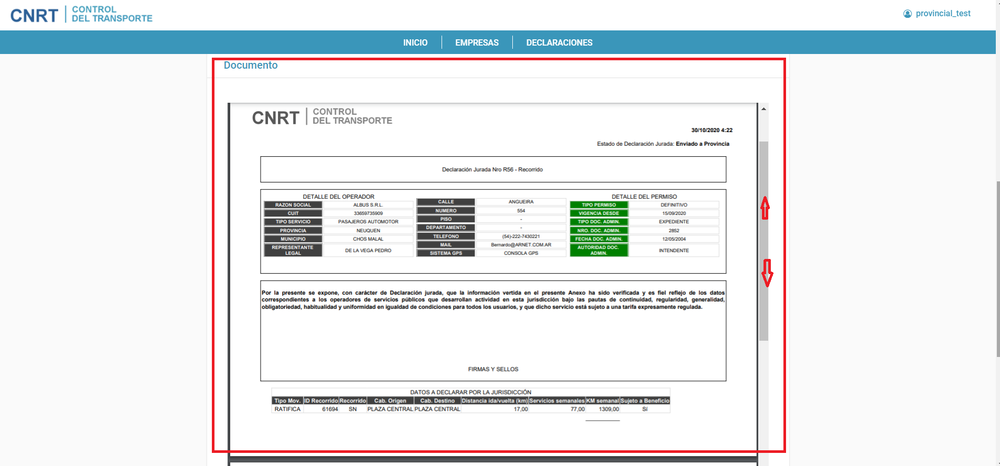 CNRT CONTROL DEL TRANSPORTE
provincial_test
INICIO EMPRESAS DECLARACIONES
Documento
CNRT CONTROL DEL TRANSPORTE
30/10/2020 4:22
Estado de Declaración Jurada: Enviado a Provincia
Declaración Jurada Nro R56 - Recorrido
DETALLE DEL OPERADOR
RAZON SOCIAL ALBUS S.R.L.
CUIT 33659735909
TIPO SERVICIO PASAJEROS AUTOMOTOR
PROVINCIA NEUQUEN
MUNICIPIO CHOS MALAL
REPRESENTANTE LEGAL DE LA VEGA PEDRO
CALLE ANGUEIRA
NUMERO 554
PISO -
DEPARTAMENTO -
TELEFONO (54)-222-7430221
MAIL Bernardo@ARNET.COM.AR
SISTEMA GPS CONSOLA GPS
DETALLE DEL PERMISO
TIPO PERMISO DEFINITIVO
VIGENCIA DESDE 15/09/2020
TIPO DOC. ADMIN. EXPEDIENTE
NRO. DOC. ADMIN. 2852
FECHA DOC. ADMIN. 12/05/2004
AUTORIDAD DOC. ADMIN. INTENDENTE
Por la presente se expone, con carácter de Declaración jurada, que la información vertida en el presente Anexo ha sido verificada y es fiel reflejo de los datos
correspondientes a los operadores de servicios públicos que desarrollan actividad en esta jurisdicción bajo las pautas de continuidad, regularidad, generalidad,
obligatoriedad, habitualidad y uniformidad en igualdad de condiciones para todos los usuarios, y que dicho servicio está sujeto a una tarifa expresamente regulada.
FIRMAS Y SELLOS
DATOS A DECLARAR POR LA JURISDICCIÓN
Tipo Mov. ID Recorrido Recorrido Cab. Origen Cab. Destino Distancia ida/vuelta (km) Servicios semanales KM semanal Sujeto a Beneficio
RATIFICA 61694 SN PLAZA CENTRAL PLAZA CENTRAL 17,00 77,00 1309,00 Sí